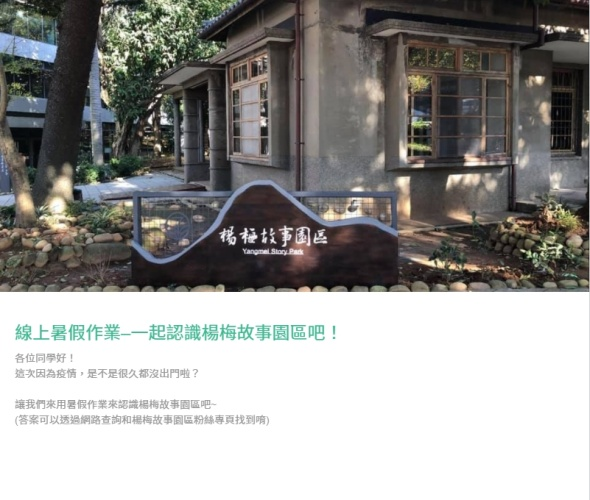 楊梅故事園區
Yangmei Story Park
線上暑假作業–一起認識楊梅故事園區吧！
各位同學好！
這次因為疫情，是不是很久都沒出門啦？
讓我們來用暑假作業來認識楊梅故事園區吧~
(答案可以透過網路查詢和楊梅故事園區粉絲專頁找到唷)